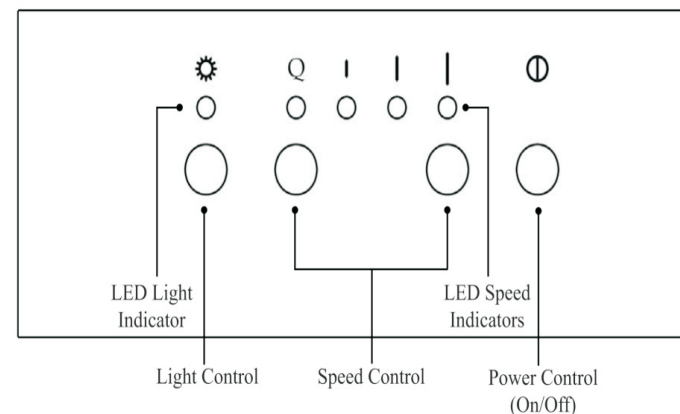 Q
LED Light
Indicator
LED Speed
Indicators
Light Control
Speed Control
Power Control
(On/Off)